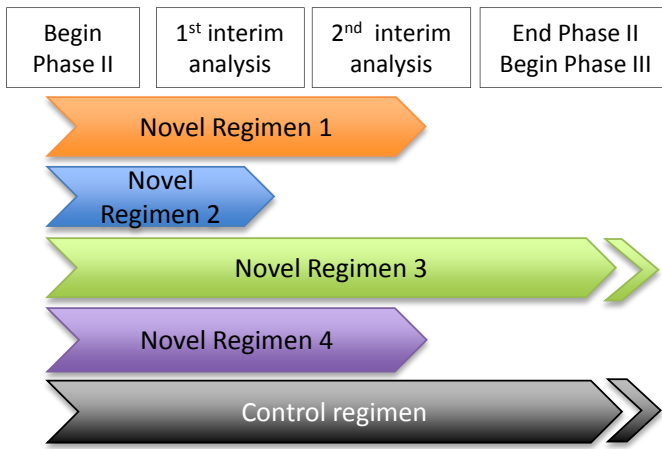 Begin
Phase II
1st interim
analysis
2nd interim
analysis
End Phase II
Begin Phase III
Novel Regimen 1
Novel
Regimen 2
Novel Regimen 3
Novel Regimen 4
Control regimen